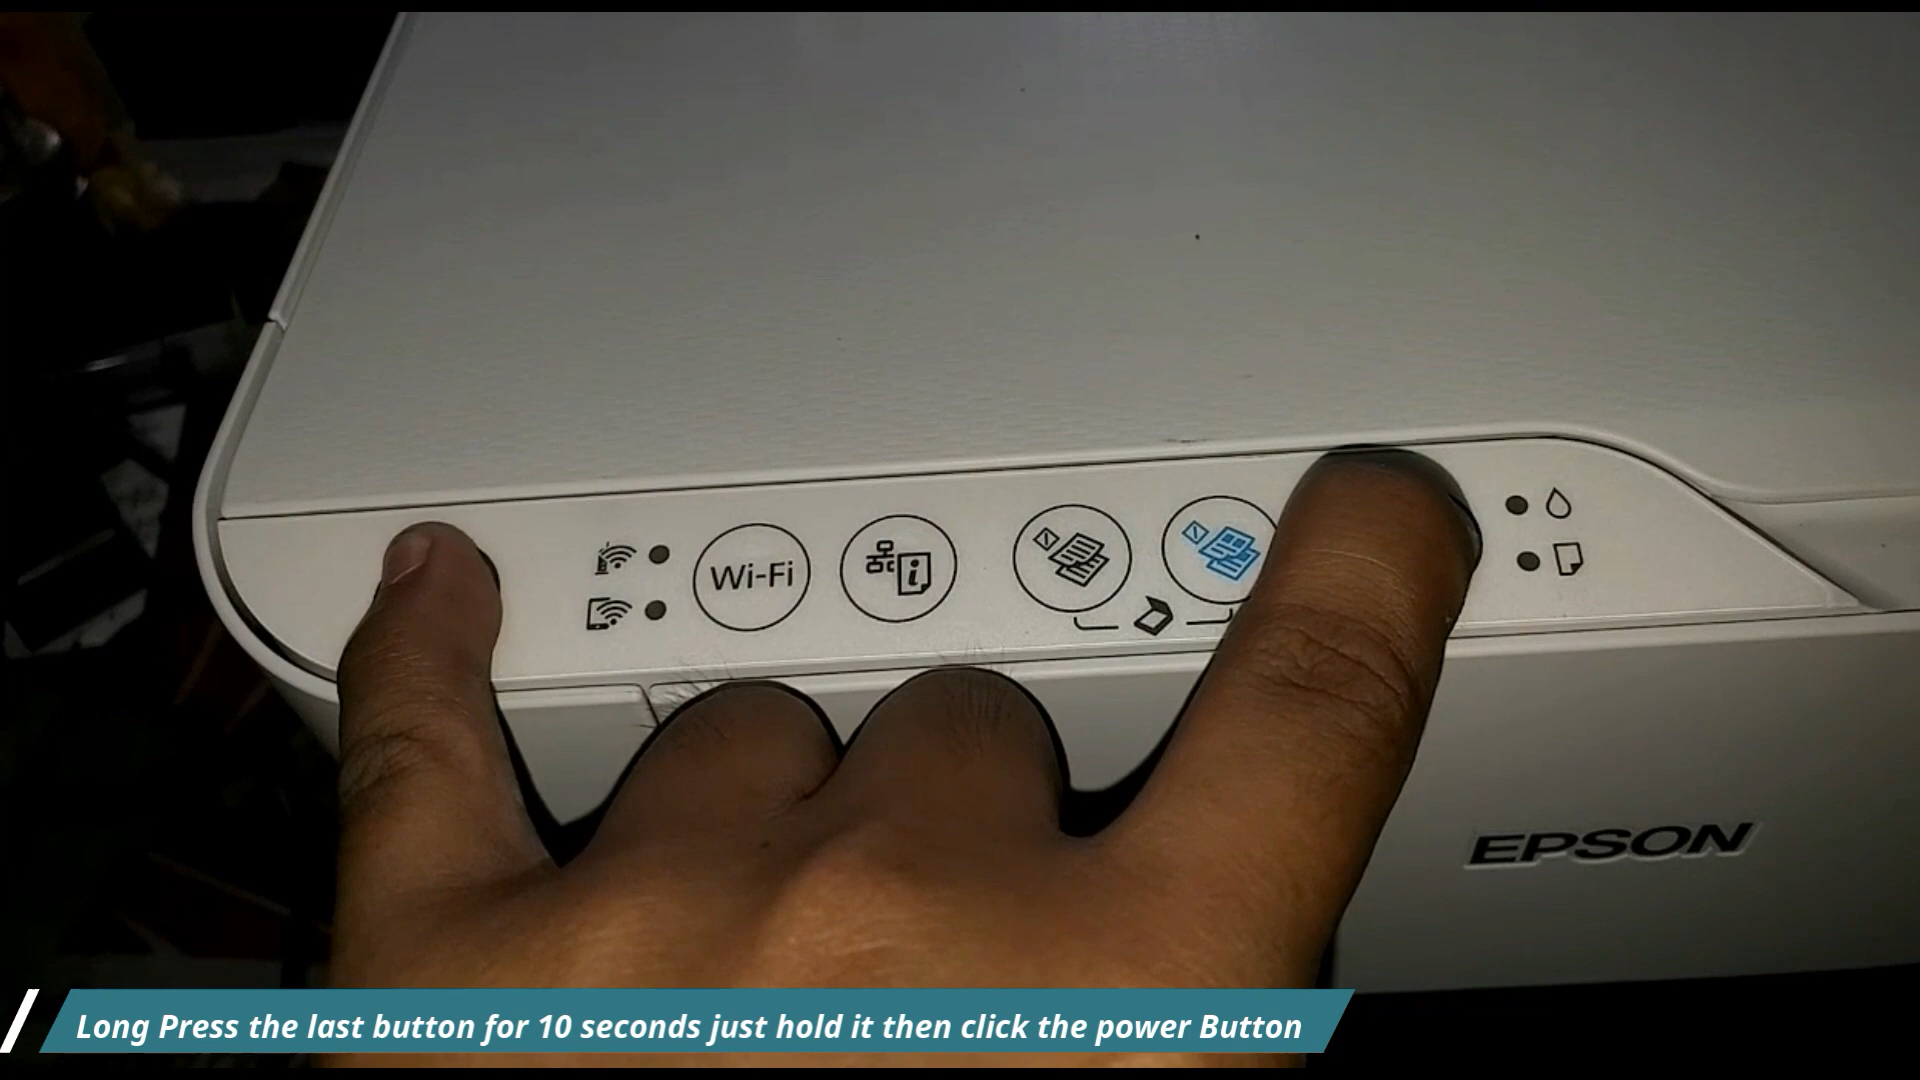 Wi-Fi
i
EPSON
Long Press the last button for 10 seconds just hold it then click the power Button